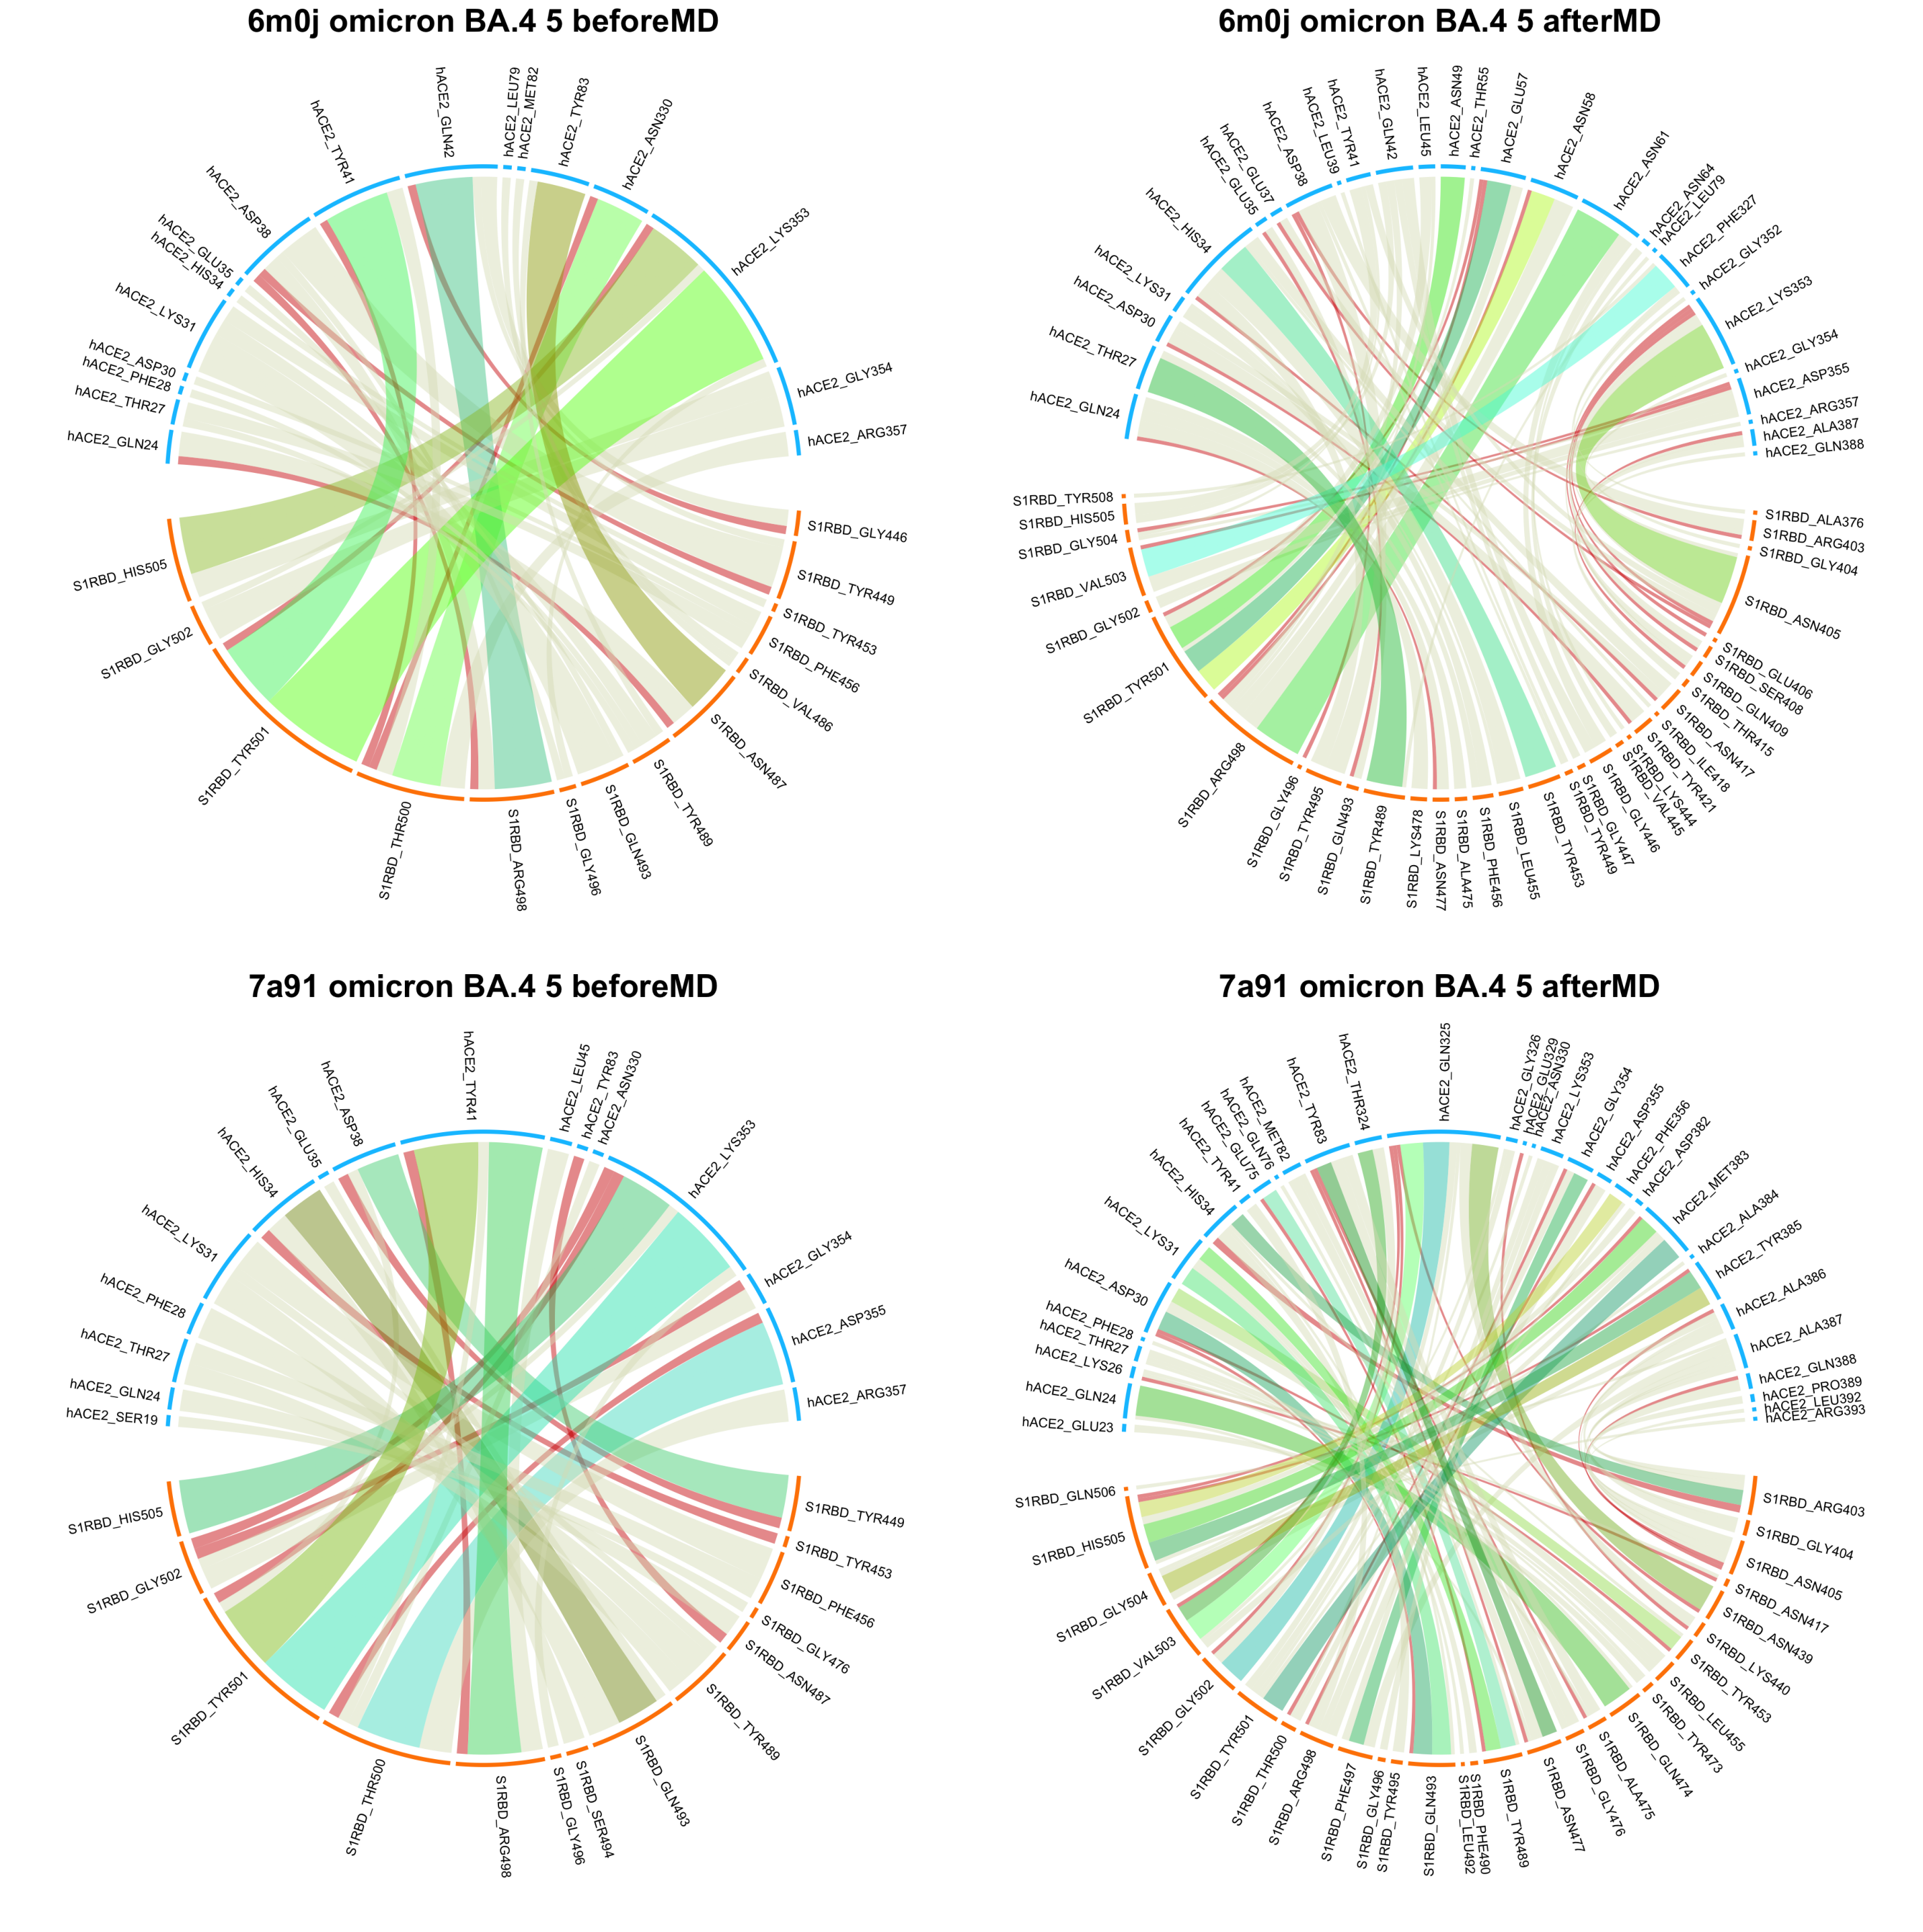 6m0j omicron BA.4 5 beforeMD
hACE2_GLN24
hACE2_THR27
hACE2_PHE28
hACE2_ASP30
hACE2_LYS31
hACE2_HIS34
hACE2_GLU35
hACE2_ASP38
hACE2_TYR41
hACE2_GLN42
hACE2_LEU79
hACE2_MET82
hACE2_TYR83
hACE2_ASN330
hACE2_LYS353
hACE2_GLY354
hACE2_ARG357
S1RBD_GLY446
S1RBD_TYR449
S1RBD_TYR453
S1RBD_PHE456
S1RBD_VAL486
S1RBD_ASN487
S1RBD_TYR489
S1RBD_GLN493
S1RBD_GLY496
S1RBD_ARG498
S1RBD_THR500
S1RBD_TYR501
S1RBD_GLY502
S1RBD_HIS505
6m0j omicron BA.4 5 afterMD
hACE2_GLN24
hACE2_THR27
hACE2_ASP30
hACE2_LYS31
hACE2_HIS34
hACE2_GLU35
hACE2_GLU37
hACE2_ASP38
hACE2_LEU39
hACE2_TYR41
hACE2_GLN42
hACE2_LEU45
hACE2_ASN49
hACE2_THR55
hACE2_GLU57
hACE2_ASN58
hACE2_ASN61
hACE2_ASN64
hACE2_LEU79
hACE2_PHE327
hACE2_GLY352
hACE2_LYS353
hACE2_GLY354
hACE2_ASP355
hACE2_ARG357
hACE2_ALA387
hACE2_GLN388
S1RBD_ALA376
S1RBD_ARG403
S1RBD_GLY404
S1RBD_ASN405
S1RBD_GLU406
S1RBD_SER408
S1RBD_GLN409
S1RBD_THR415
S1RBD_ASN417
S1RBD_ILE418
S1RBD_TYR421
S1RBD_LYS444
S1RBD_VAL445
S1RBD_GLY446
S1RBD_GLY447
S1RBD_TYR449
S1RBD_TYR453
S1RBD_LEU455
S1RBD_PHE456
S1RBD_ALA475
S1RBD_ASN477
S1RBD_LYS478
S1RBD_TYR489
S1RBD_GLN493
S1RBD_TYR495
S1RBD_GLY496
S1RBD_ARG498
S1RBD_TYR501
S1RBD_GLY502
S1RBD_VAL503
S1RBD_GLY504
S1RBD_HIS505
S1RBD_TYR508
7a91 omicron BA.4 5 beforeMD
hACE2_SER19
hACE2_GLN24
hACE2_THR27
hACE2_PHE28
hACE2_LYS31
hACE2_HIS34
hACE2_GLU35
hACE2_ASP38
hACE2_TYR41
hACE2_LEU45
hACE2_TYR83
hACE2_ASN330
hACE2_LYS353
hACE2_GLY354
hACE2_ASP355
hACE2_ARG357
S1RBD_TYR449
S1RBD_TYR453
S1RBD_PHE456
S1RBD_GLY476
S1RBD_ASN487
S1RBD_TYR489
S1RBD_GLN493
S1RBD_SER494
S1RBD_GLY496
S1RBD_ARG498
S1RBD_THR500
S1RBD_TYR501
S1RBD_GLY502
S1RBD_HIS505
7a91 omicron BA.4 5 afterMD
hACE2_GLU23
hACE2_GLN24
hACE2_LYS26
hACE2_THR27
hACE2_PHE28
hACE2_ASP30
hACE2_LYS31
hACE2_HIS34
hACE2_TYR41
hACE2_GLU75
hACE2_GLN76
hACE2_MET82
hACE2_TYR83
hACE2_THR324
hACE2_GLN325
hACE2_GLY326
hACE2_GLU329
hACE2_ASN330
hACE2_LYS353
hACE2_GLY354
hACE2_ASP355
hACE2_PHE356
hACE2_ASP382
hACE2_MET383
hACE2_ALA384
hACE2_TYR385
hACE2_ALA386
hACE2_ALA387
hACE2_GLN388
hACE2_PRO389
hACE2_LEU392
hACE2_ARG393
S1RBD_ARG403
S1RBD_GLY404
S1RBD_ASN405
S1RBD_ASN417
S1RBD_ASN439
S1RBD_LYS440
S1RBD_TYR453
S1RBD_LEU455
S1RBD_TYR473
S1RBD_GLN474
S1RBD_ALA475
S1RBD_GLY476
S1RBD_ASN477
S1RBD_TYR489
S1RBD_PHE490
S1RBD_LEU492
S1RBD_GLN493
S1RBD_TYR495
S1RBD_GLY496
S1RBD_PHE497
S1RBD_ARG498
S1RBD_THR500
S1RBD_TYR501
S1RBD_GLY502
S1RBD_VAL503
S1RBD_GLY504
S1RBD_HIS505
S1RBD_GLN506